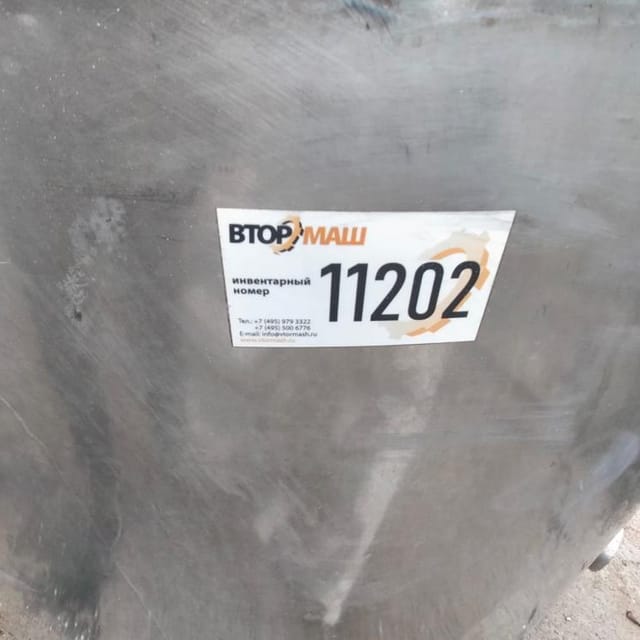 ВТОРМАШ
инвентарный
номер
11202
Тел.: +7 (495) 979 3322
+7 (495) 500 6776
E-mail: info@vtormash.ru
www.vtormash.ru